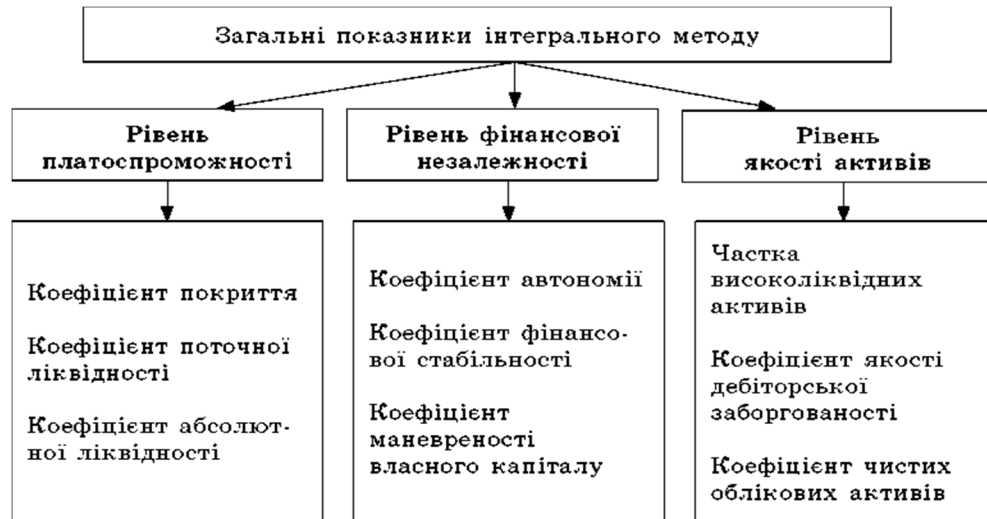 Загальні показники інтегрального методу
Рівень
платоспроможності
Рівень фінансової
незалежності
Рівень
якості активів
Коефіцієнт покриття
Коефіцієнт поточної
ліквідності
Коефіцієнт абсолют-
ної ліквідності
Коефіцієнт автономії
Коефіцієнт фінансо-
вої стабільності
Коефіцієнт
маневреності
власного капіталу
Частка
високоліквідних
активів
Коефіцієнт якості
дебіторської
заборгованості
Коефіцієнт чистих
облікових активів